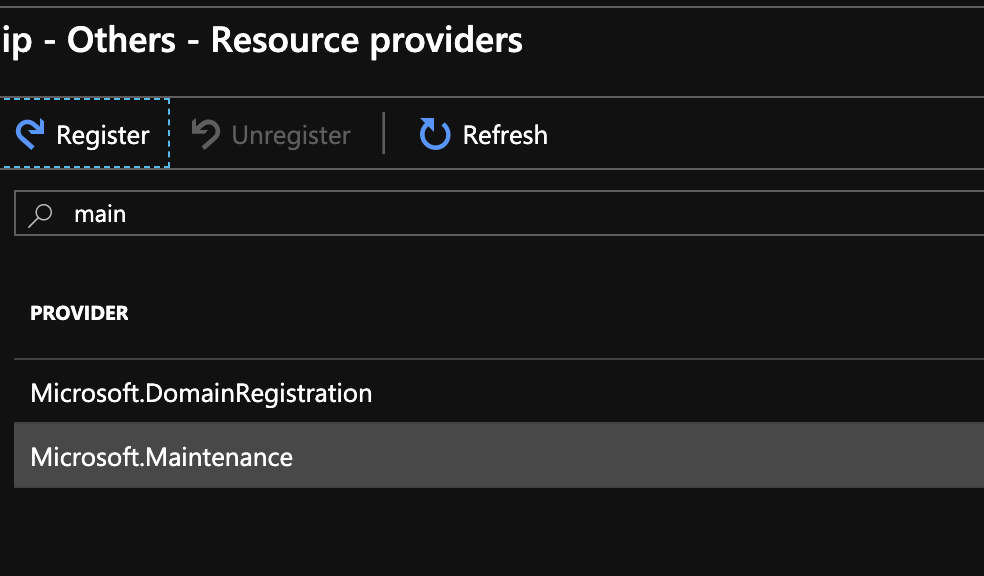 ip - Others - Resource providers
Register Unregister Refresh
main
PROVIDER
Microsoft.DomainRegistration
Microsoft.Maintenance